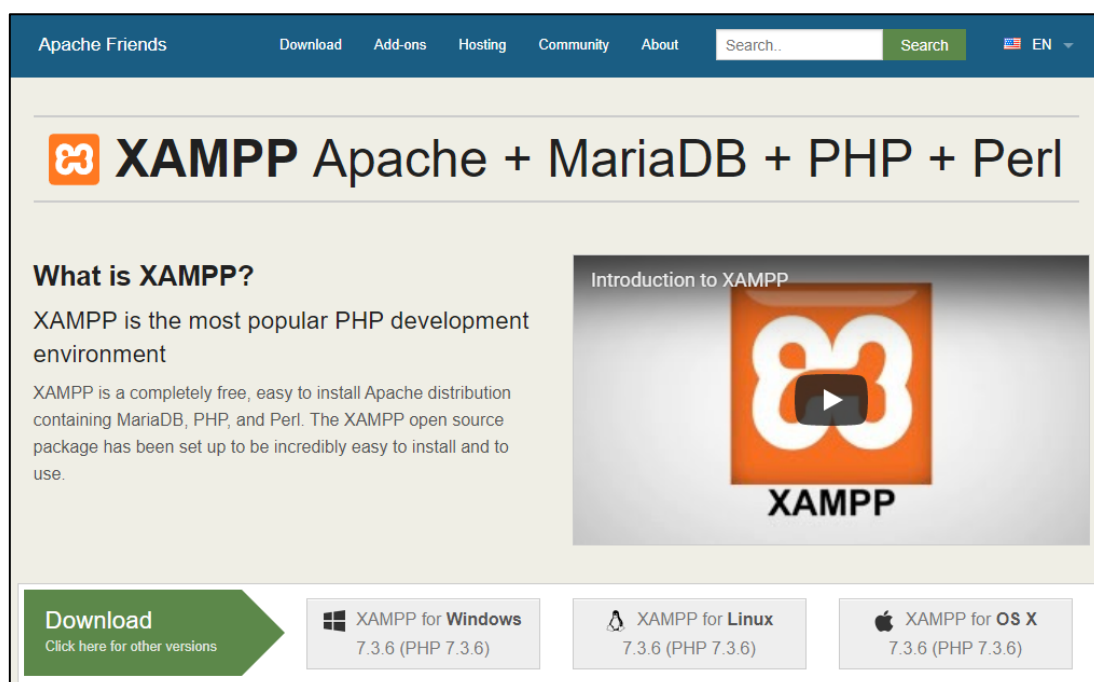 Apache Friends Download Add-ons Hosting Community About Search.. Search EN
XAMPP Apache + MariaDB + PHP + Perl
What is XAMPP?
XAMPP is the most popular PHP development
environment
XAMPP is a completely free, easy to install Apache distribution
containing MariaDB, PHP, and Perl. The XAMPP open source
package has been set up to be incredibly easy to install and to
use.
Introduction to XAMPP
XAMPP
Download
Click here for other versions
XAMPP for Windows
7.3.6 (PHP 7.3.6)
XAMPP for Linux
7.3.6 (PHP 7.3.6)
XAMPP for OS X
7.3.6 (PHP 7.3.6)